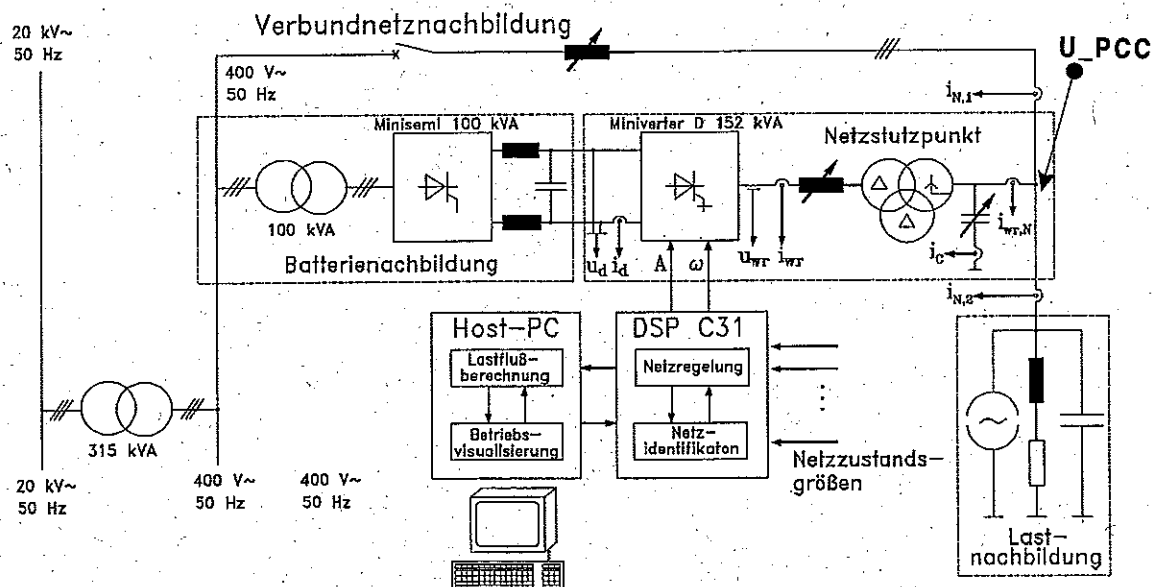 Verbundnetznachbildung
20 kV~
50 Hz
400 V~
50 Hz
U_PCC
i_N,1
Minisemi 100 kVA
Miniverter D 152 kVA
Netzstutzpunkt
100 kVA
Batterienachbildung
u_d
i_d
A
ω
u_wr
i_wr
i_C
i_wr,N
i_N,2
Host-PC
Lastfluß-
berechnung
Betriebs-
visualisierung
DSP C31
Netzregelung
Netz-
identifikaton
Netzzustands-
größen
315 kVA
20 kV~
50 Hz
400 V~
50 Hz
400 V~
50 Hz
Last-
nachbildung